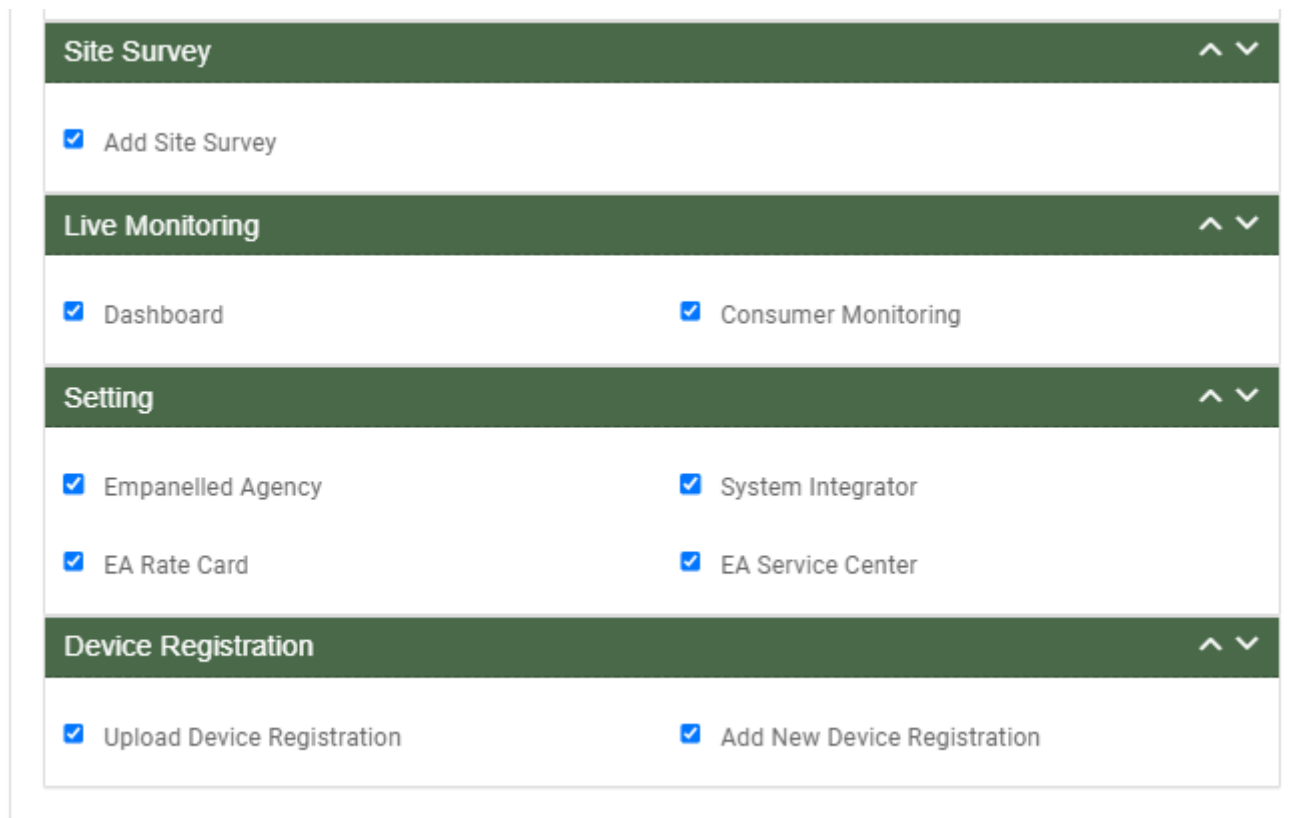 Site Survey
Add Site Survey
Live Monitoring
Dashboard Consumer Monitoring
Setting
Empanelled Agency System Integrator
EA Rate Card EA Service Center
Device Registration
Upload Device Registration Add New Device Registration